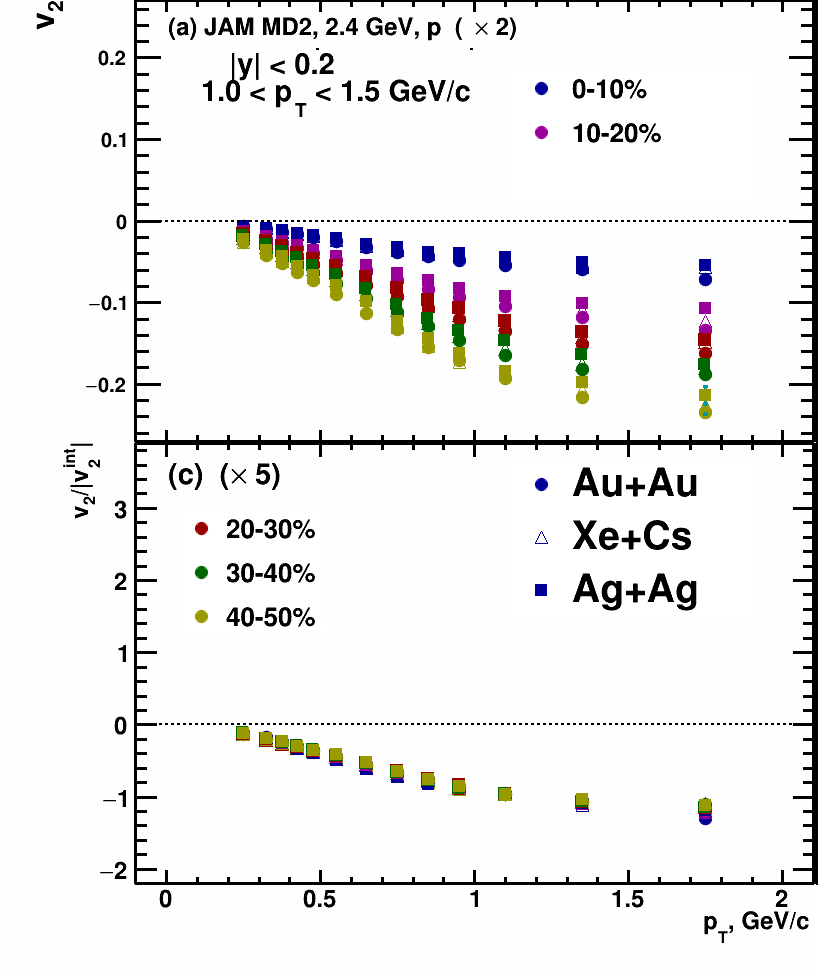 v2
(a) JAM MD2, 2.4 GeV, p ( × 2)
|y| < 0.2
1.0 < pT < 1.5 GeV/c
0-10%
10-20%
0.2
0.1
0
−0.1
−0.2
v2/|v2int|
(c) (× 5)
20-30%
30-40%
40-50%
Au+Au
Xe+Cs
Ag+Ag
3
2
1
0
−1
−2
0
0.5
1
1.5
2
pT, GeV/c